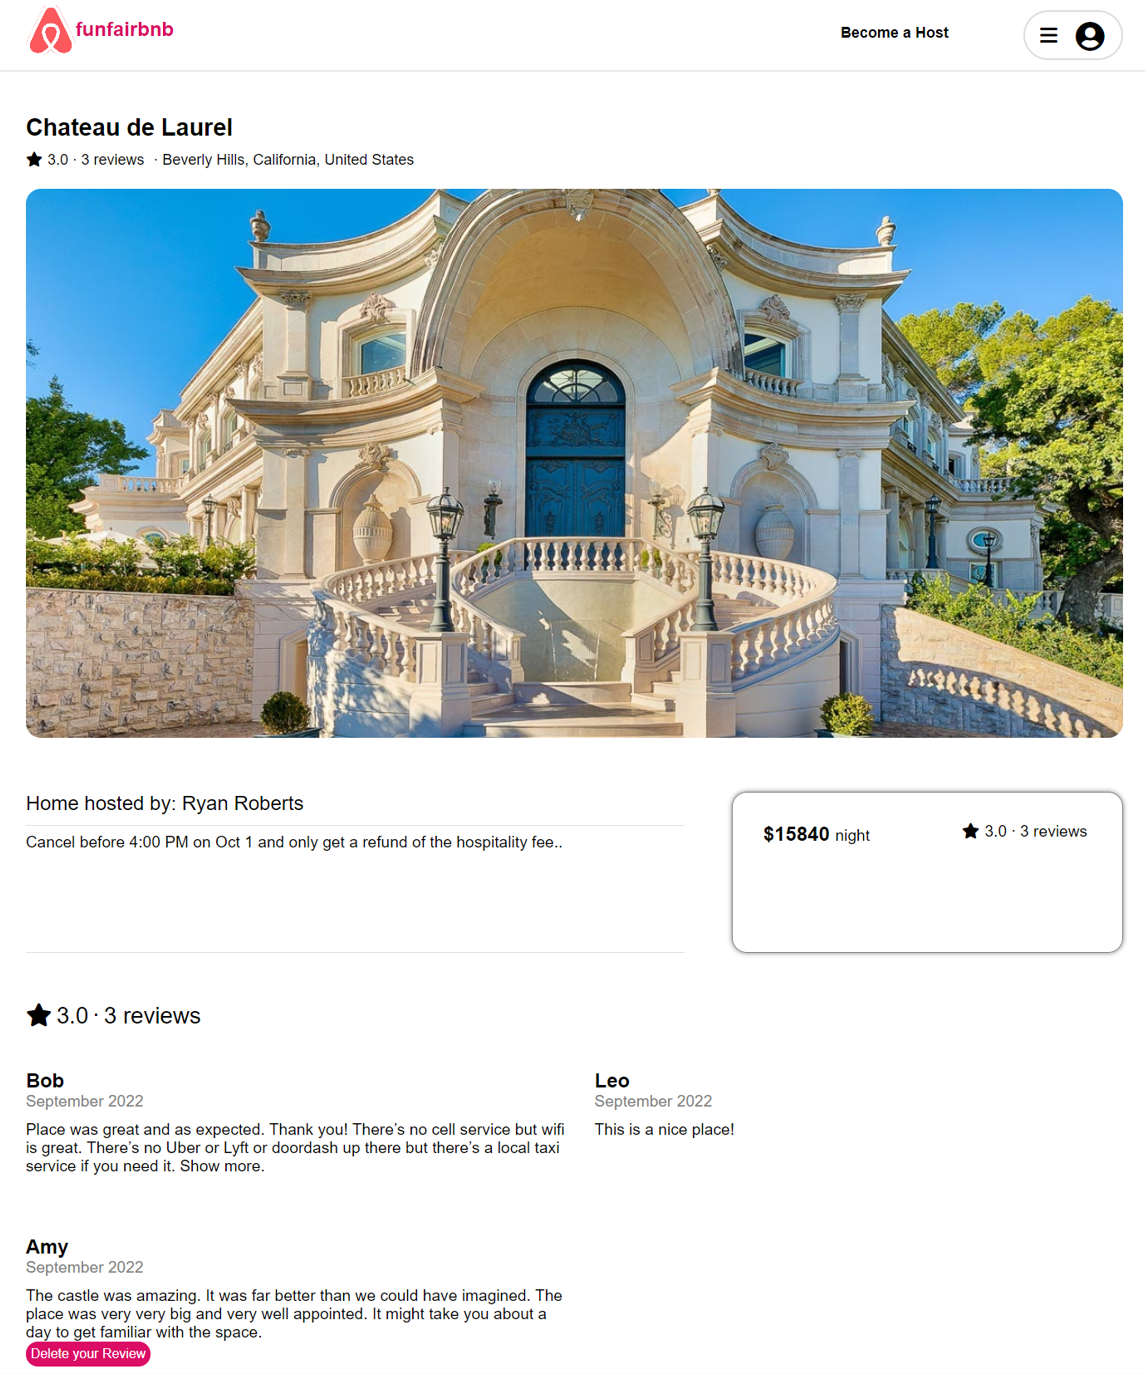 funfairbnb
Become a Host
Chateau de Laurel
3.0 · 3 reviews · Beverly Hills, California, United States
Home hosted by: Ryan Roberts
Cancel before 4:00 PM on Oct 1 and only get a refund of the hospitality fee..
$15840 night
3.0 · 3 reviews
3.0 · 3 reviews
Bob
September 2022
Place was great and as expected. Thank you! There’s no cell service but wifi
is great. There’s no Uber or Lyft or doordash up there but there’s a local taxi
service if you need it. Show more.
Leo
September 2022
This is a nice place!
Amy
September 2022
The castle was amazing. It was far better than we could have imagined. The
place was very very big and very well appointed. It might take you about a
day to get familiar with the space.
Delete your Review